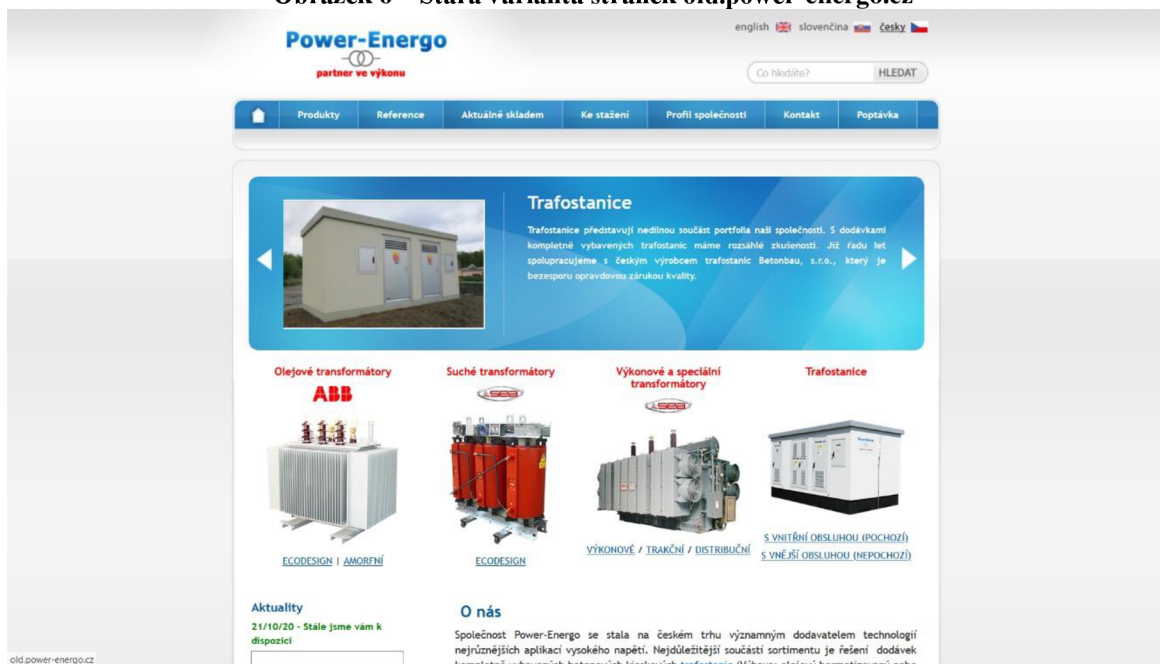 Obrázek 6 – Stará varianta stránek old.power-energo.cz
english slovenčina česky
Power-Energo
partner ve výkonu
Co hledáte? HLEDAT
Produkty Reference Aktuálně skladem Ke stažení Profil společnosti Kontakt Poptávka
Trafostanice
Trafostanice představují nedílnou součást portfolia naší společnosti. S dodávkami
kompletně vybavených trafostanic máme rozsáhlé zkušenosti. Již řadu let
spolupracujeme s českým výrobcem trafostanic Betonbau, s.r.o., který je
bezesporu opravdovou zárukou kvality.
Olejové transformátory Suché transformátory Výkonové a speciální Trafostanice
transformátory
ABB
S VNITŘNÍ OBSLUHOU (POCHOZÍ)
VÝKONOVÉ / TRAKČNÍ / DISTRIBUČNÍ
S VNĚJŠÍ OBSLUHOU (NEPOCHOZÍ)
ECODESIGN | AMORFNÍ ECODESIGN
Aktuality
21/10/20 - Stále jsme vám k
dispozici
O nás
Společnost Power-Energo se stala na českém trhu významným dodavatelem technologií
nejrůznějších aplikací vysokého napětí. Nejdůležitější součástí sortimentu je řešení dodávek
old.power-energo.cz